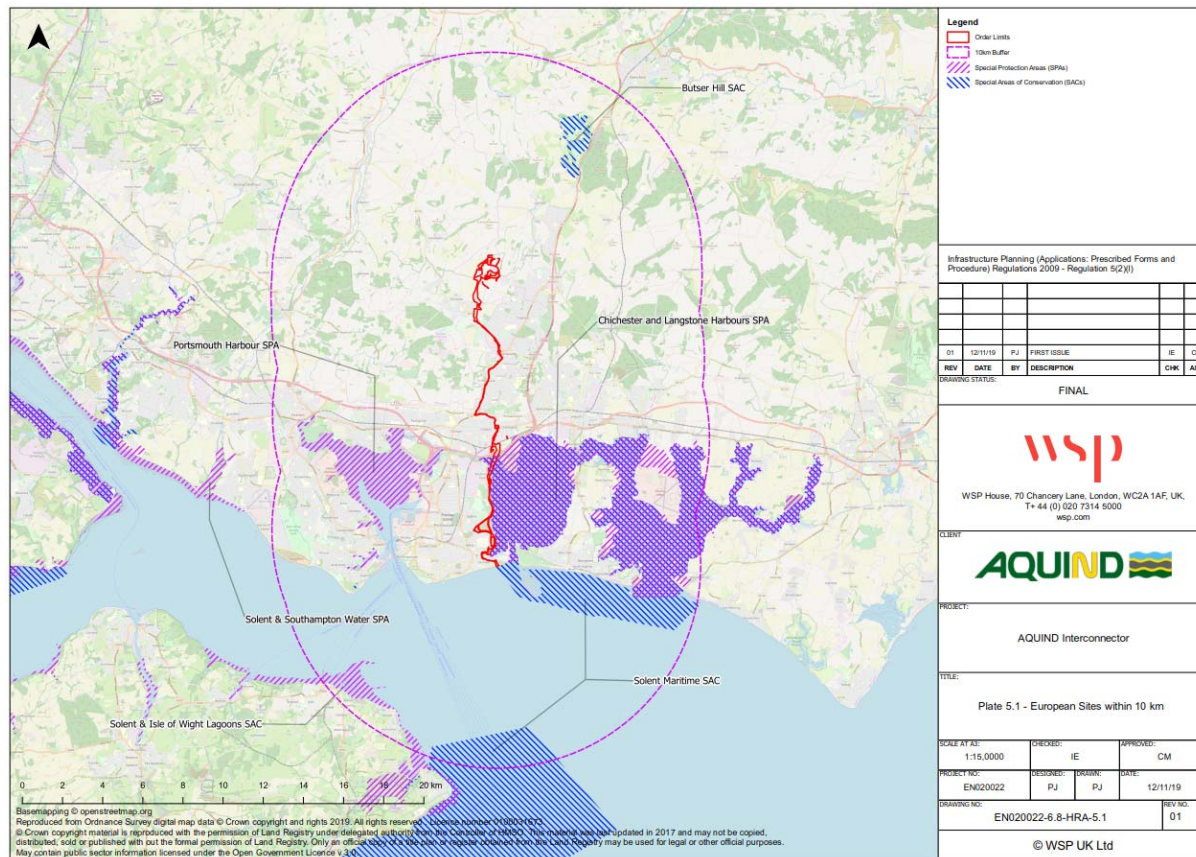 Butser Hill SAC
Chichester and Langstone Harbours SPA
Portsmouth Harbour SPA
Solent & Southampton Water SPA
Solent Maritime SAC
Solent & Isle of Wight Lagoons SAC
0 2 4 6 8 10 12 14 16 18 20 km
Basemapping © openstreetmap.org
Reproduced from Ordnance Survey digital map data © Crown copyright and rights 2019. All rights reserved. Licence number 0100031673.
© Crown copyright material is reproduced with the permission of Land Registry under delegated authority from the Controller of HMSO. This material was last updated in 2017 and may not be copied,
distributed, sold or published with out the formal permission of Land Registry. Only an official copy of a title plan or register obtained from the Land Registry may be used for legal or other official purposes.
May contain public sector information licensed under the Open Government Licence v.3.0.
Legend
Order Limits
10km Buffer
Special Protection Areas (SPAs)
Special Areas of Conservation (SACs)
Infrastructure Planning (Applications: Prescribed Forms and
Procedure) Regulations 2009 - Regulation 5(2)(l)
01 12/11/19 PJ FIRST ISSUE IE
REV DATE BY DESCRIPTION CHK
DRAWING STATUS:
FINAL
wsp
WSP House, 70 Chancery Lane, London, WC2A 1AF, UK,
T+ 44 (0) 020 7314 5000
wsp.com
CLIENT
AQUIND
PROJECT:
AQUIND Interconnector
TITLE:
Plate 5.1 - European Sites within 10 km
SCALE AT A3: CHECKED: APPROVED:
1:15,0000 IE CM
PROJECT NO: DESIGNED: DRAWN: DATE:
EN020022 PJ PJ 12/11/19
DRAWING NO: REV NO.
EN020022-6.8-HRA-5.1 01
© WSP UK Ltd